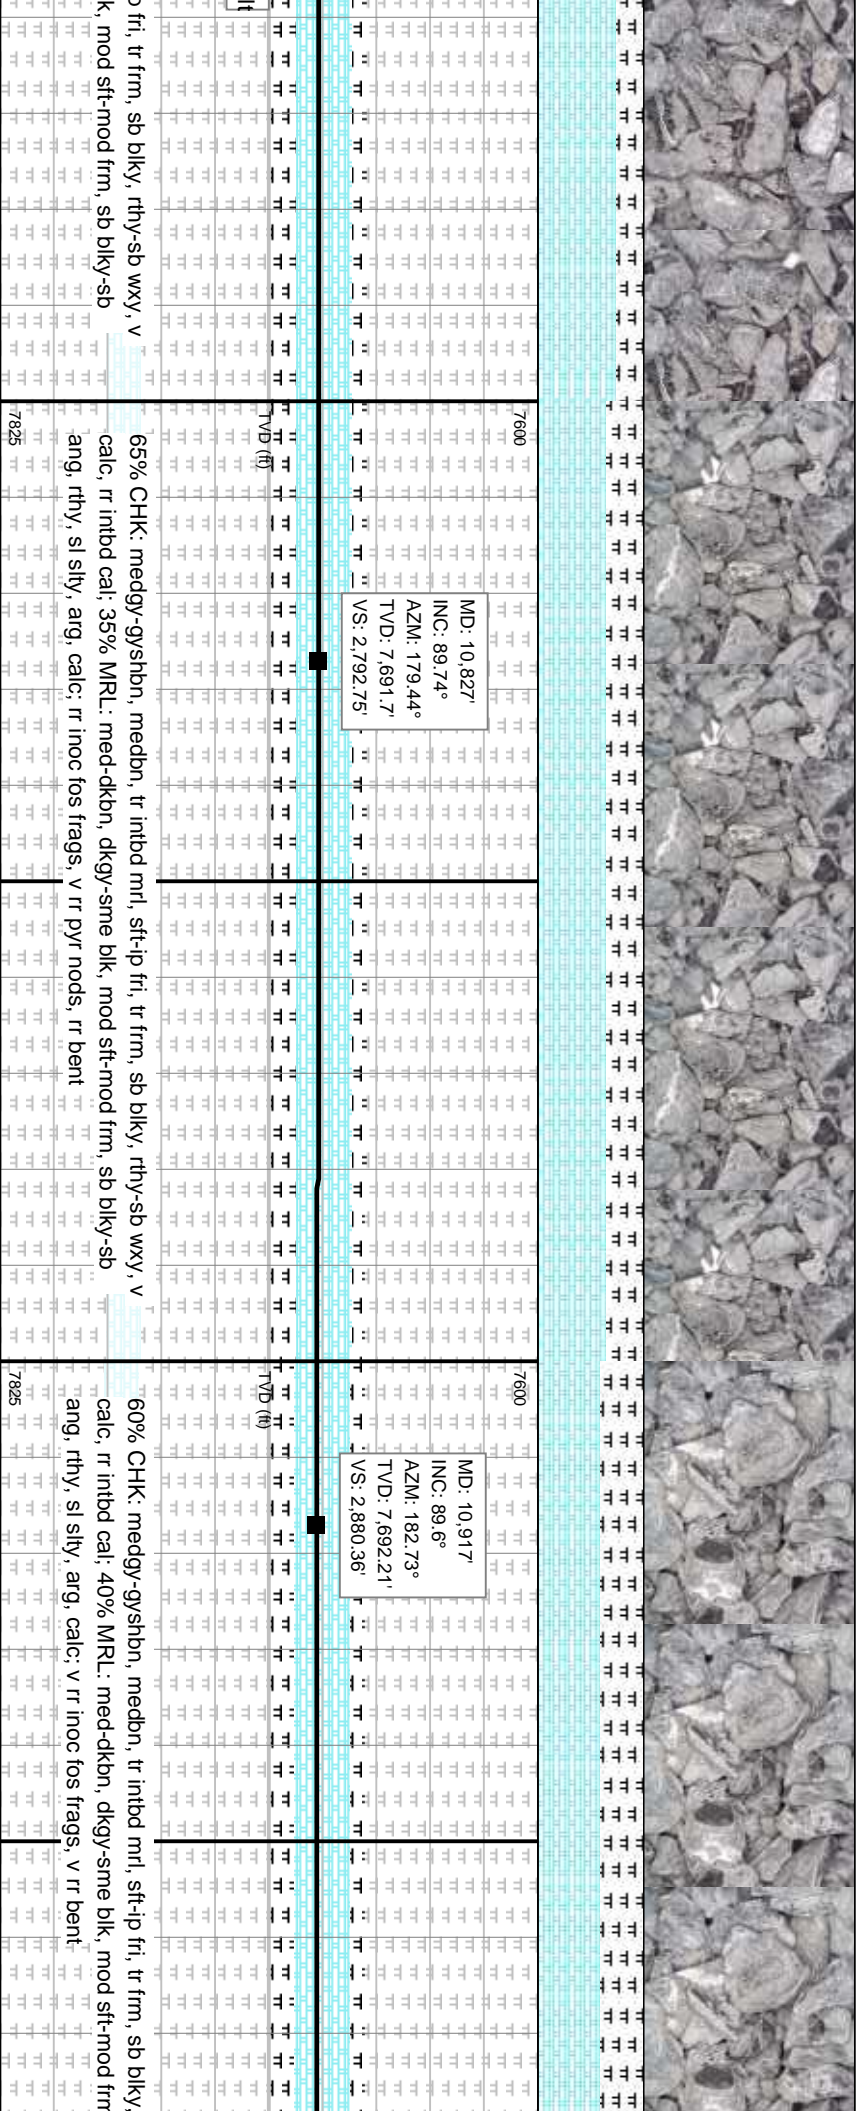 lt
o fri, tr frm, sb blky, rthy-sb wxy, v
k, mod sft-mod frm, sb blky-sb
7600
TVD (ft)
7825
MD: 10,827'
INC: 89.74°
AZM: 179.44°
TVD: 7,691.7'
VS: 2,792.75'
65% CHK: medgy-gyshbn, medbn, tr intbd mrl, sft-ip fri, tr frm, sb blky, rthy-sb wxy, v
calc, rr intbd cal; 35% MRL: med-dkbn, dkgy-sme blk, mod sft-mod frm, sb blky-sb
ang, rthy, sl slty, arg, calc; rr inoc fos frags, v rr pyr nods, rr bent
7600
TVD (ft)
7825
MD: 10,917'
INC: 89.6°
AZM: 182.73°
TVD: 7,692.21'
VS: 2,880.36'
60% CHK: medgy-gyshbn, medbn, tr intbd mrl, sft-ip fri, tr frm, sb blky,
calc, rr intbd cal; 40% MRL: med-dkbn, dkgy-sme blk, mod sft-mod frm
ang, rthy, sl slty, arg, calc; v rr inoc fos frags, v rr bent